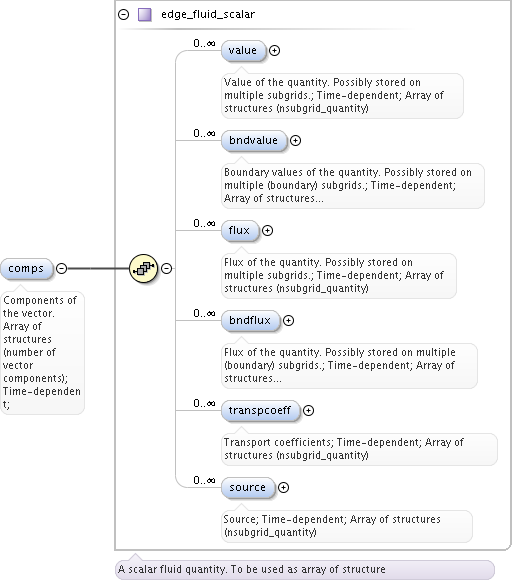 edge_fluid_scalar
0..∞
value
Value of the quantity. Possibly stored on
multiple subgrids.; Time-dependent; Array of
structures (nsubgrid_quantity)
0..∞
bndvalue
Boundary values of the quantity. Possibly stored on
multiple (boundary) subgrids.; Time-dependent;
Array of structures...
0..∞
flux
Flux of the quantity. Possibly stored on
multiple subgrids.; Time-dependent; Array of
structures (nsubgrid_quantity)
comps
Components of
the vector.
Array of
structures
(number of
vector
components);
Time-dependen
t;
0..∞
bndflux
Flux of the quantity. Possibly stored on multiple
(boundary) subgrids.; Time-dependent; Array of
structures...
0..∞
transpcoeff
Transport coefficients; Time-dependent; Array of
structures (nsubgrid_quantity)
0..∞
source
Source; Time-dependent; Array of structures
(nsubgrid_quantity)
A scalar fluid quantity. To be used as array of structure